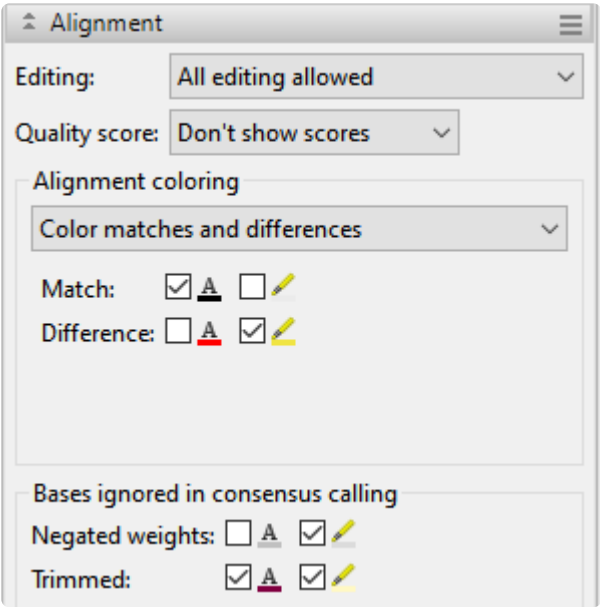 Alignment
Editing: All editing allowed
Quality score: Don't show scores
Alignment coloring
Color matches and differences
Match: A
Difference: A
Bases ignored in consensus calling
Negated weights: A
Trimmed: A